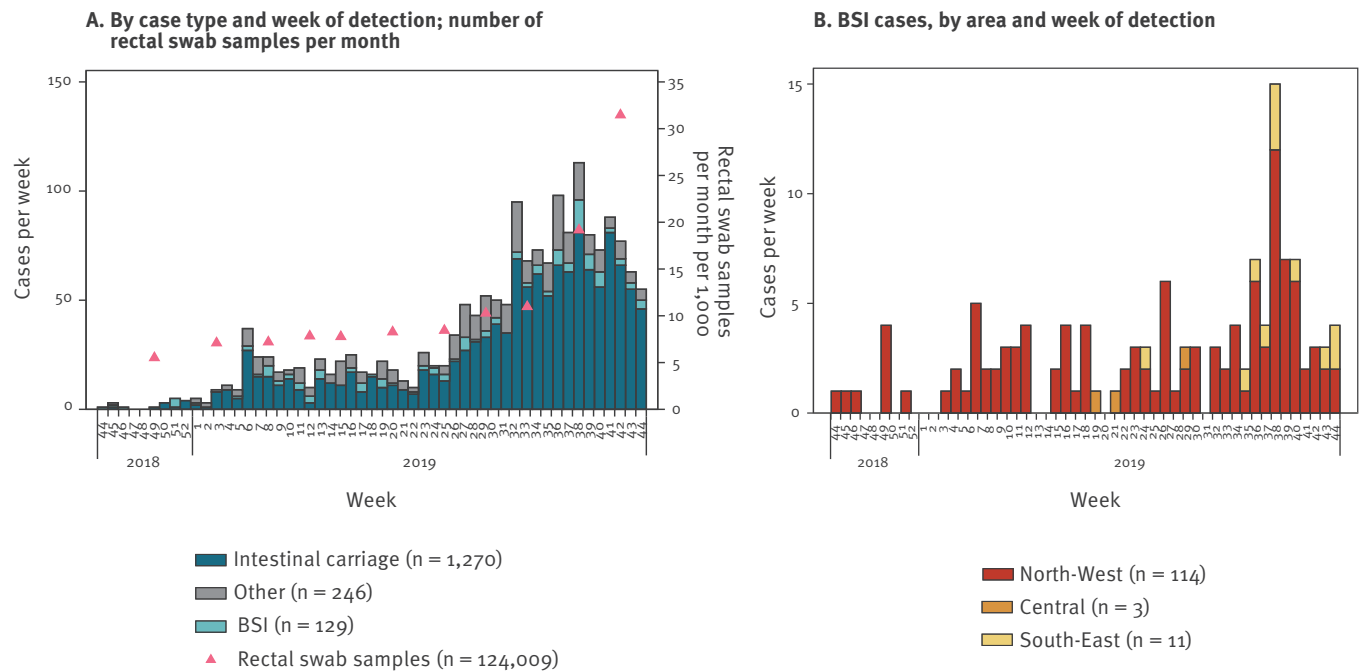 A. By case type and week of detection; number of
rectal swab samples per month
150
100
50
0
Cases per week
35
30
25
20
15
10
5
0
Rectal swab samples
per month per 1,000
44 45 46 47 48 49 50 51 52 1 2 3 4 5 6 7 8 9 10 11 12 13 14 15 16 17 18 19 20 21 22 23 24 25 26 27 28 29 30 31 32 33 34 35 36 37 38 39 40 41 42 43 44
2018 2019
Week
Intestinal carriage (n = 1,270)
Other (n = 246)
BSI (n = 129)
Rectal swab samples (n = 124,009)
B. BSI cases, by area and week of detection
15
10
5
0
Cases per week
44 45 46 47 48 49 50 51 52 1 2 3 4 5 6 7 8 9 10 11 12 13 14 15 16 17 18 19 20 21 22 23 24 25 26 27 28 29 30 31 32 33 34 35 36 37 38 39 40 41 42 43 44
2018 2019
Week
North-West (n = 114)
Central (n = 3)
South-East (n = 11)